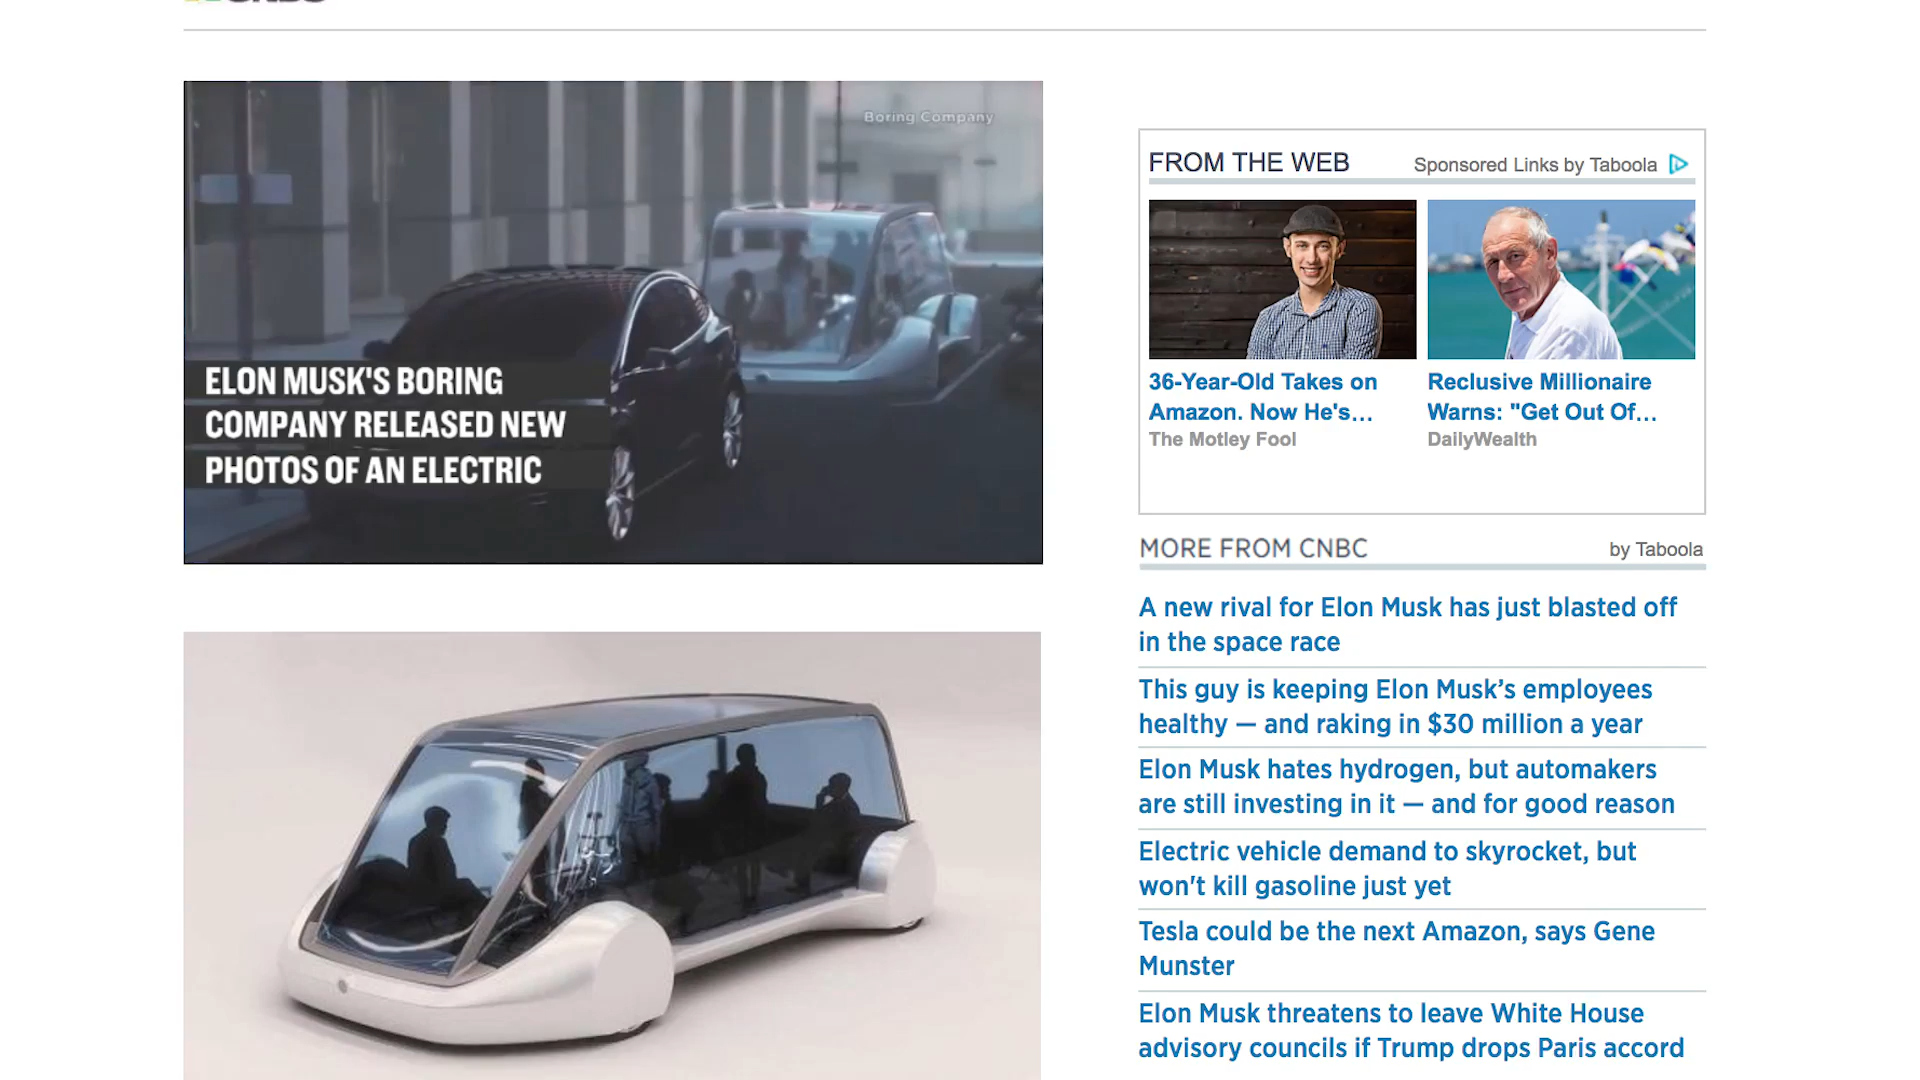 Boring Company
ELON MUSK'S BORING
COMPANY RELEASED NEW
PHOTOS OF AN ELECTRIC
FROM THE WEB
Sponsored Links by Taboola
36-Year-Old Takes on
Amazon. Now He's...
The Motley Fool
Reclusive Millionaire
Warns: "Get Out Of...
DailyWealth
MORE FROM CNBC
by Taboola
A new rival for Elon Musk has just blasted off
in the space race
This guy is keeping Elon Musk’s employees
healthy — and raking in $30 million a year
Elon Musk hates hydrogen, but automakers
are still investing in it — and for good reason
Electric vehicle demand to skyrocket, but
won't kill gasoline just yet
Tesla could be the next Amazon, says Gene
Munster
Elon Musk threatens to leave White House
advisory councils if Trump drops Paris accord